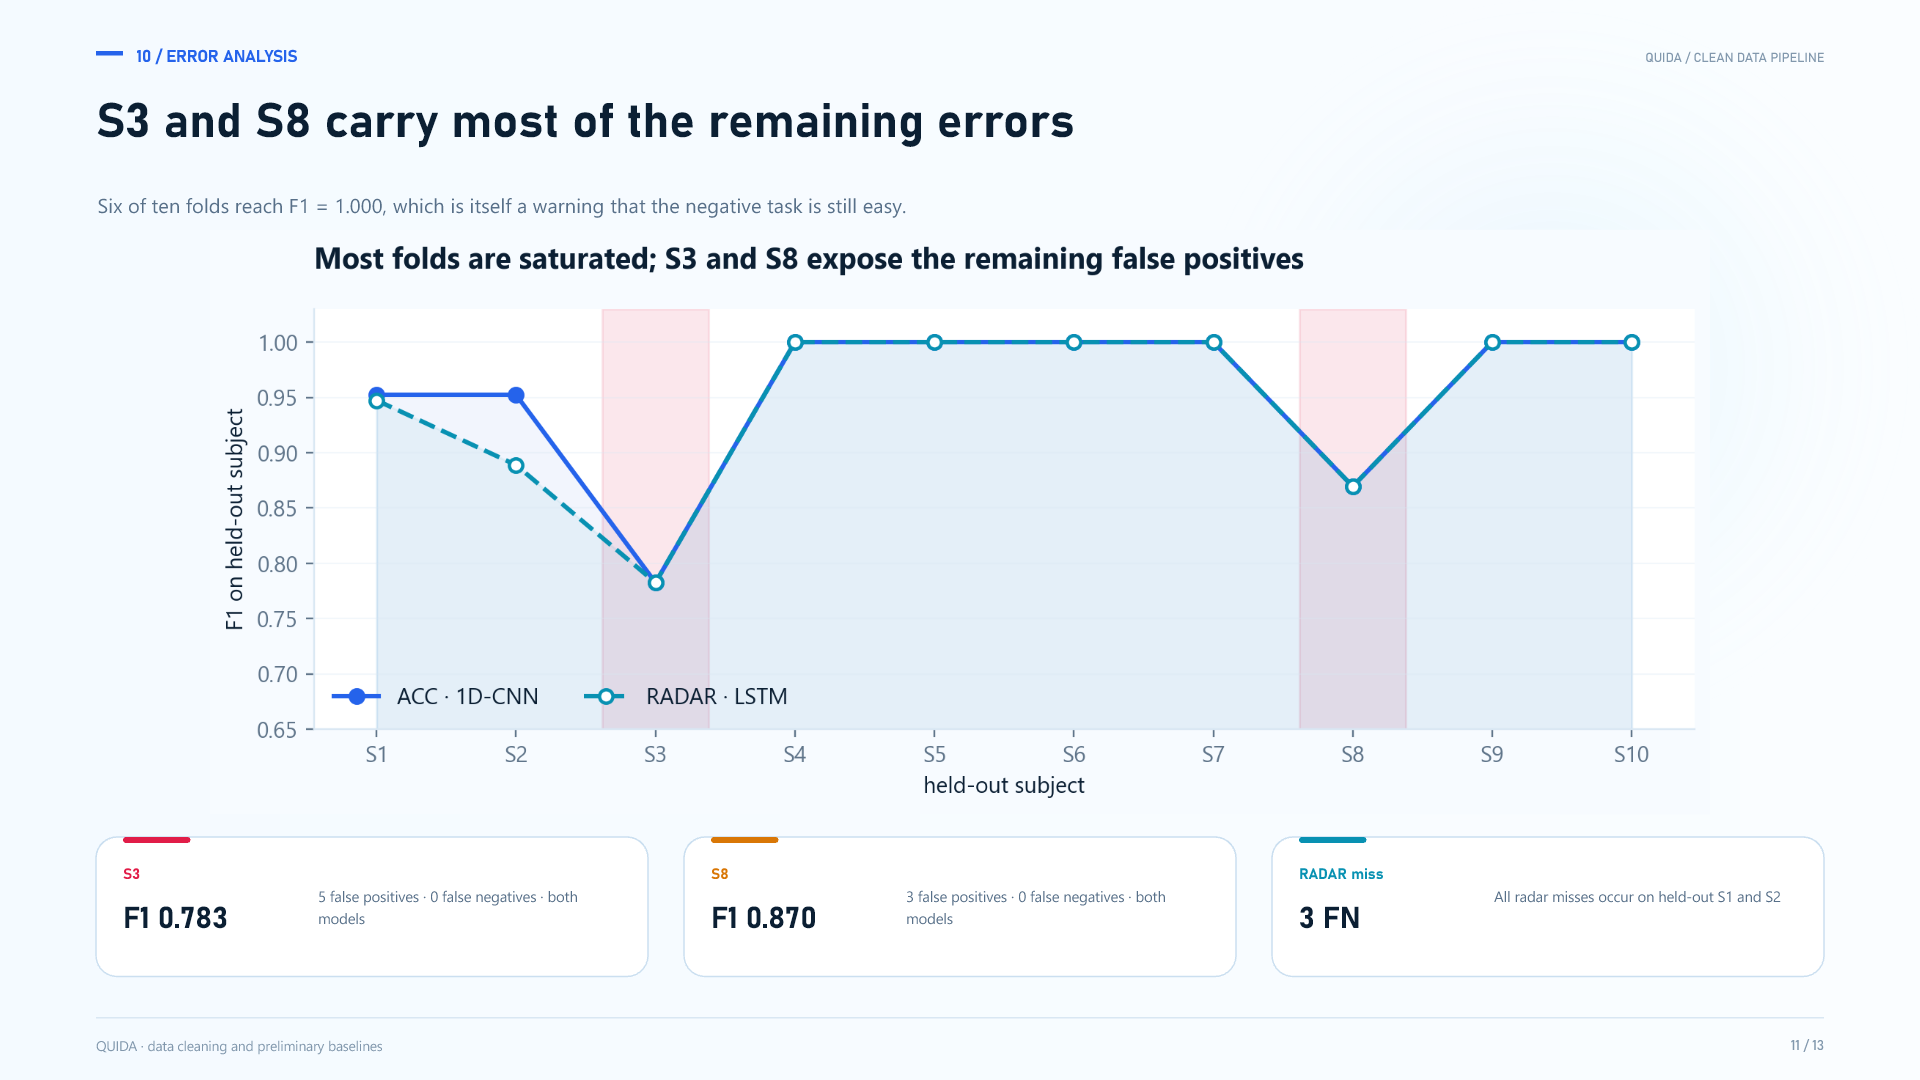 10 / ERROR ANALYSIS
QUIDA / CLEAN DATA PIPELINE
S3 and S8 carry most of the remaining errors
Six of ten folds reach F1 = 1.000, which is itself a warning that the negative task is still easy.
Most folds are saturated; S3 and S8 expose the remaining false positives
F1 on held-out subject
1.00
0.95
0.90
0.85
0.80
0.75
0.70
0.65
ACC · 1D-CNN
RADAR · LSTM
S1 S2 S3 S4 S5 S6 S7 S8 S9 S10
held-out subject
S3
F1 0.783
5 false positives · 0 false negatives · both
models
S8
F1 0.870
3 false positives · 0 false negatives · both
models
RADAR miss
3 FN
All radar misses occur on held-out S1 and S2
QUIDA · data cleaning and preliminary baselines
11 / 13